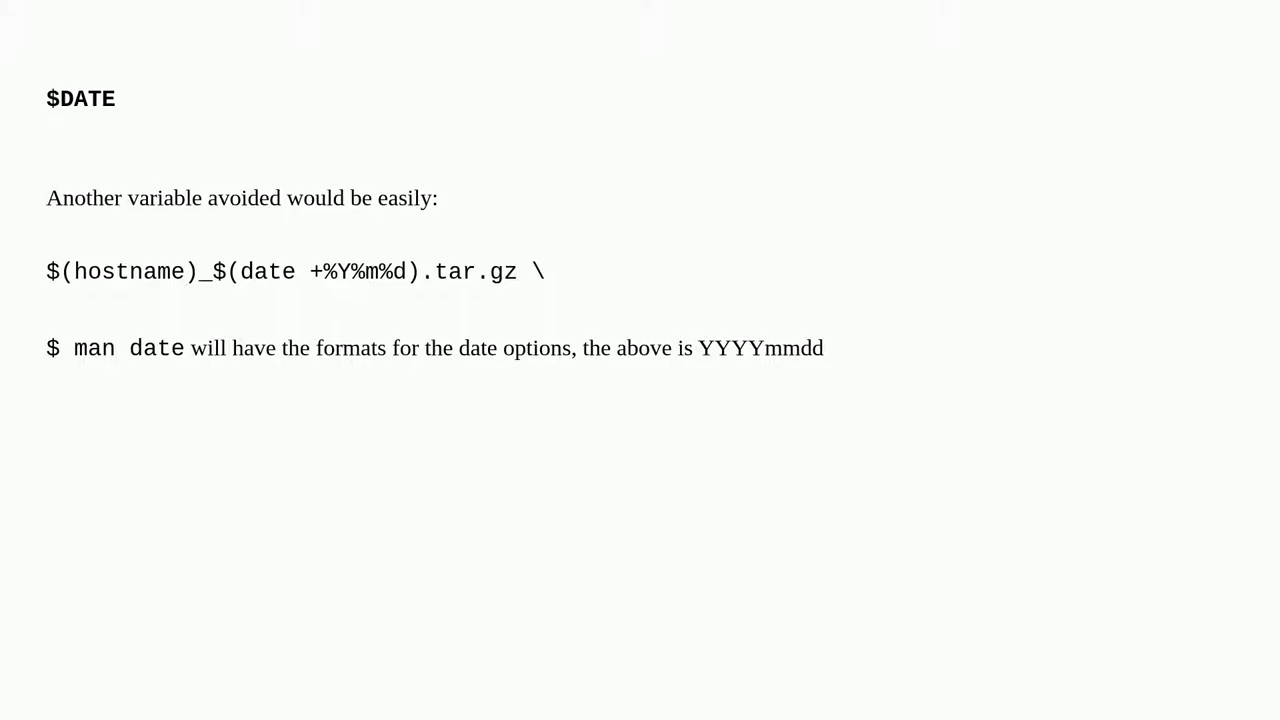 $DATE
Another variable avoided would be easily:
$(hostname)_$(date +%Y%m%d).tar.gz \
$ man date will have the formats for the date options, the above is YYYYmmdd